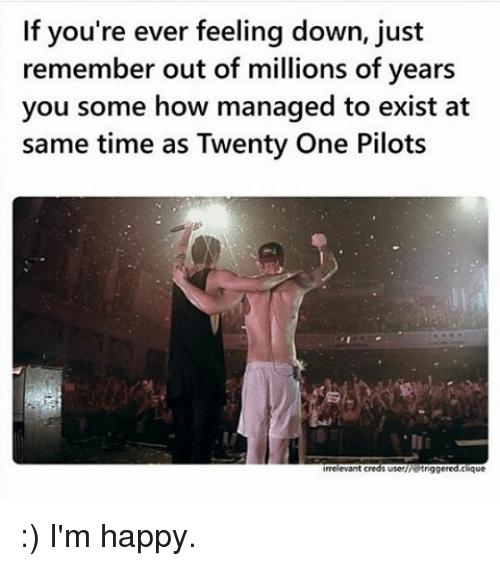 If you're ever feeling down, just
remember out of millions of years
you some how managed to exist at
same time as Twenty One Pilots
irrelevant creds user//@triggered.clique
:) I'm happy.